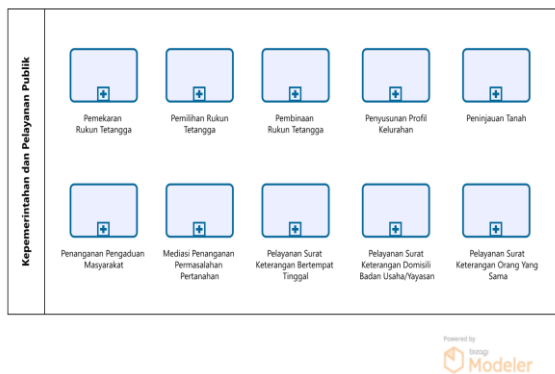 Kepemerintahan dan Pelayanan Publik
Pemekaran
Rukun Tetangga
Pemilihan Rukun
Tetangga
Pembinaan
Rukun Tetangga
Penyusunan Profil
Kelurahan
Peninjauan Tanah
Penanganan Pengaduan
Masyarakat
Mediasi Penanganan
Permasalahan
Pertanahan
Pelayanan Surat
Keterangan Bertempat
Tinggal
Pelayanan Surat
Keterangan Domisili
Badan Usaha/Yayasan
Pelayanan Surat
Keterangan Orang Yang
Sama
Powered by
bizagi
Modeler